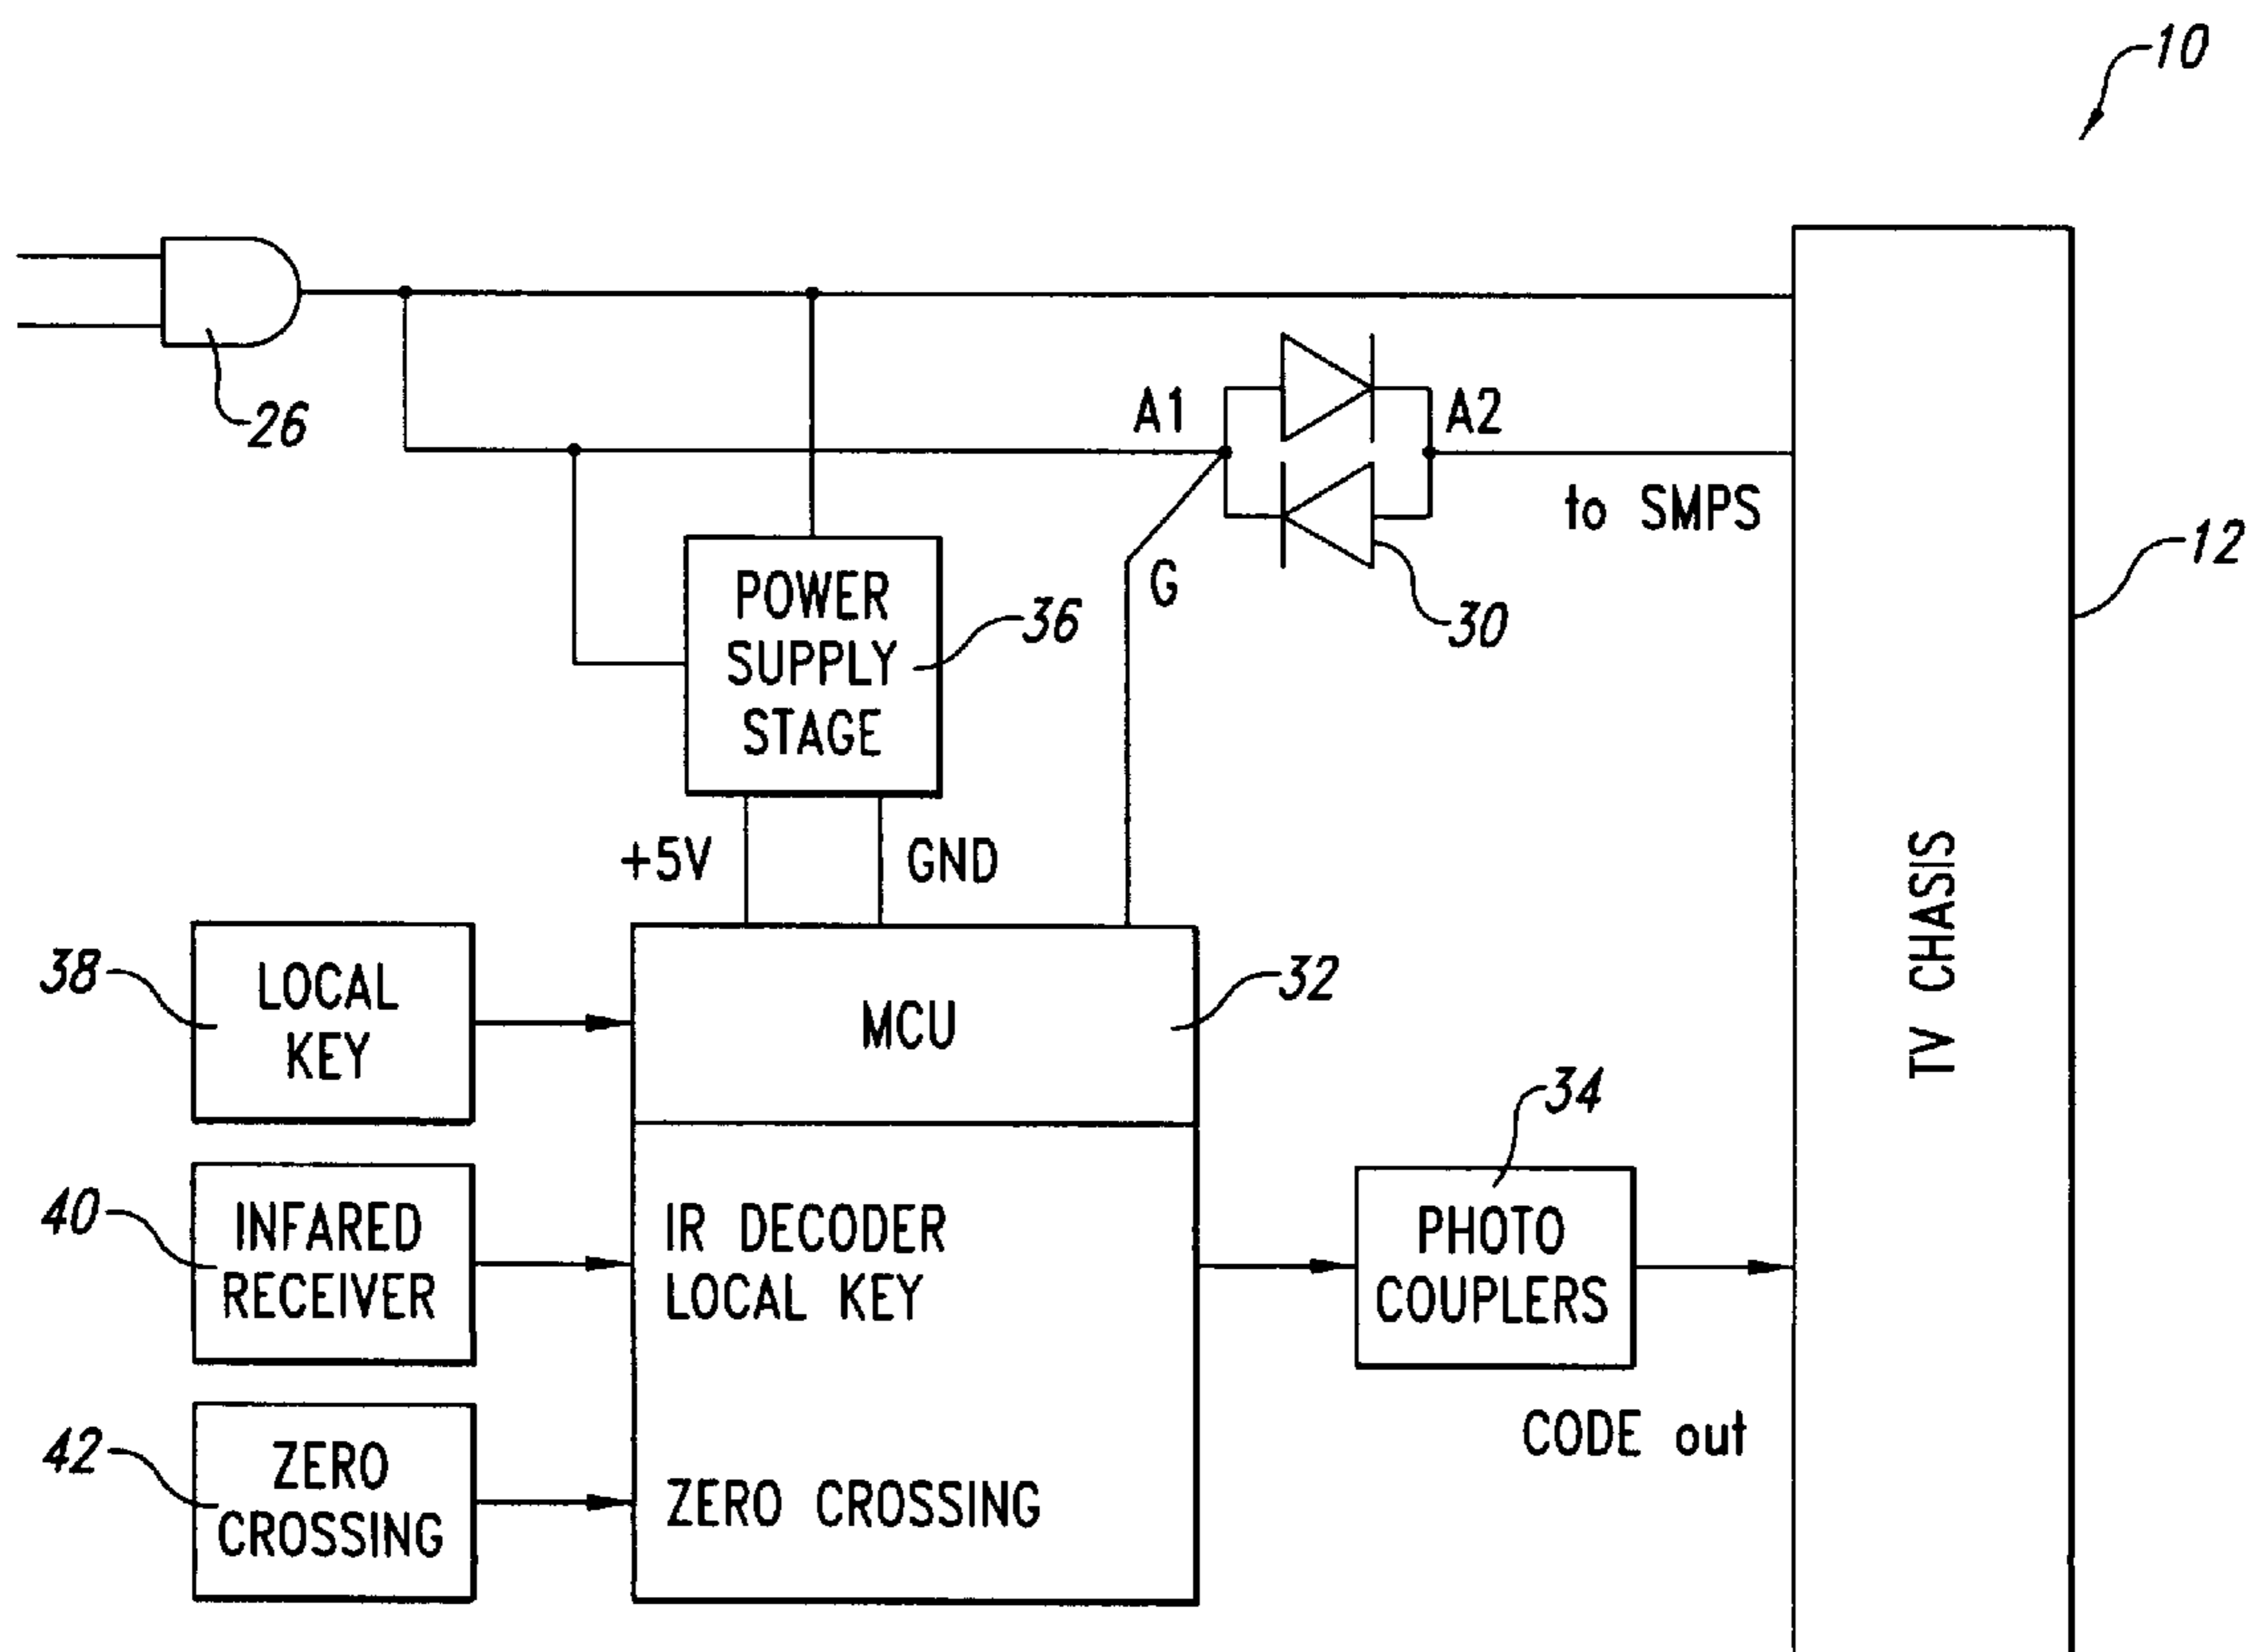 10
26
A1
A2
to SMPS
12
G
30
POWER
SUPPLY
STAGE
36
+5V
GND
TV CHASIS
38
LOCAL
KEY
MCU
32
34
40
INFARED
RECEIVER
IR DECODER
LOCAL KEY
PHOTO
COUPLERS
42
ZERO
CROSSING
ZERO CROSSING
CODE out